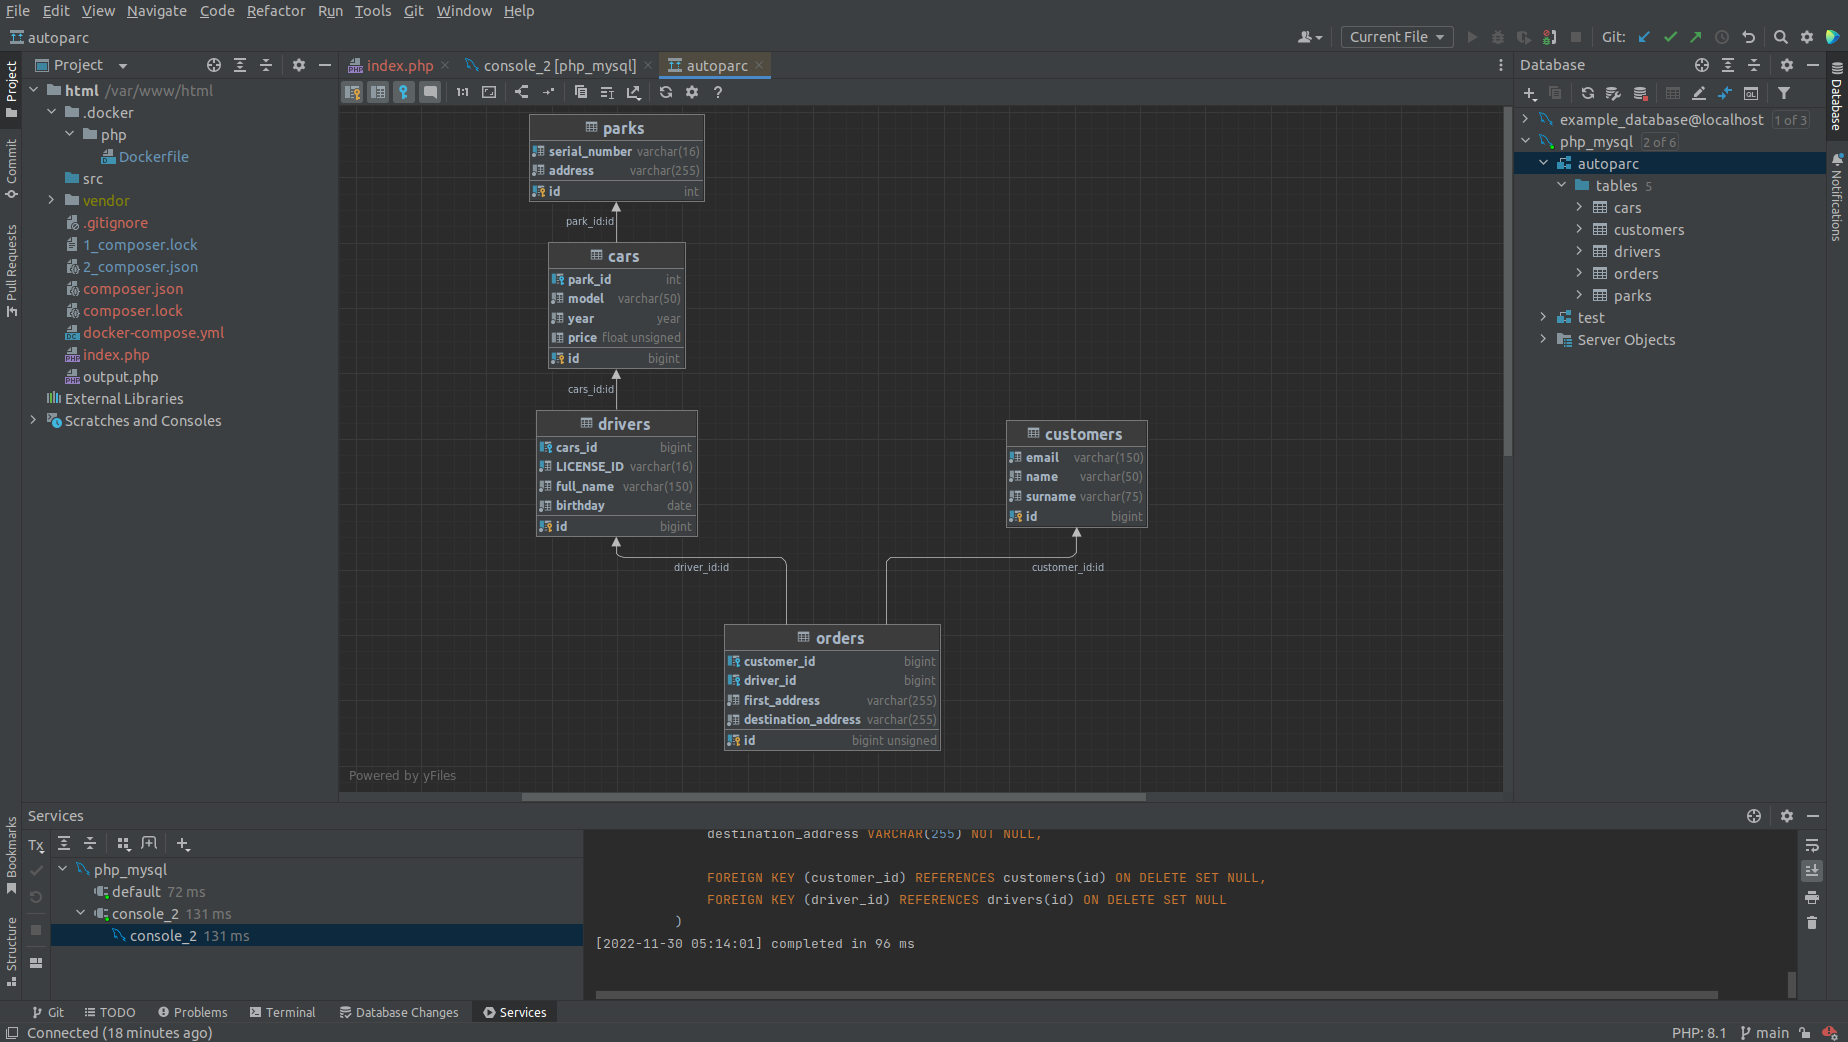 File Edit View Navigate Code Refactor Run Tools Git Window Help
autoparc
Current File
Git:
Project
Commit
Pull Requests
Bookmarks
Structure
Project
html /var/www/html
.docker
php
Dockerfile
src
vendor
.gitignore
1_composer.lock
2_composer.json
composer.json
composer.lock
docker-compose.yml
index.php
output.php
External Libraries
Scratches and Consoles
index.php
console_2 [php_mysql]
autoparc
1:1
?
parks
serial_number varchar(16)
address varchar(255)
id int
park_id:id
cars
park_id int
model varchar(50)
year year
price float unsigned
id bigint
cars_id:id
drivers
cars_id bigint
LICENSE_ID varchar(16)
full_name varchar(150)
birthday date
id bigint
customers
email varchar(150)
name varchar(50)
surname varchar(75)
id bigint
driver_id:id
customer_id:id
orders
customer_id bigint
driver_id bigint
first_address varchar(255)
destination_address varchar(255)
id bigint unsigned
Powered by yFiles
Database
QL
example_database@localhost 1 of 3
php_mysql 2 of 6
autoparc
tables 5
cars
customers
drivers
orders
parks
test
Server Objects
Database
Notifications
Services
Tx
php_mysql
default 72 ms
console_2 131 ms
console_2 131 ms
destination_address VARCHAR(255) NOT NULL,
FOREIGN KEY (customer_id) REFERENCES customers(id) ON DELETE SET NULL,
FOREIGN KEY (driver_id) REFERENCES drivers(id) ON DELETE SET NULL
)
[2022-11-30 05:14:01] completed in 96 ms
Git TODO Problems Terminal Database Changes Services
Connected (18 minutes ago)
PHP: 8.1 main